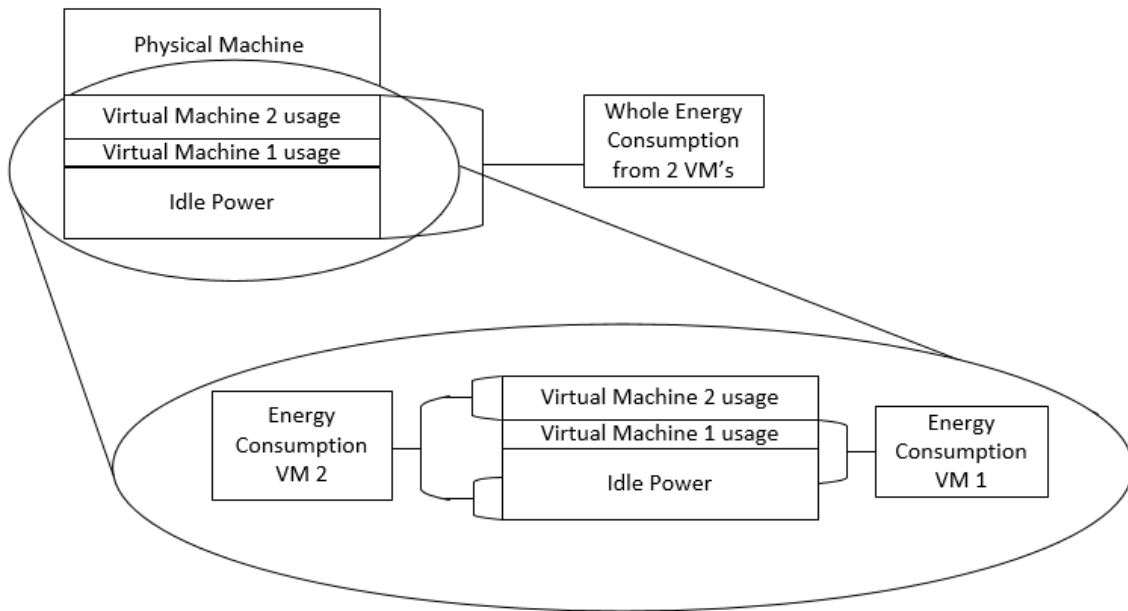 Physical Machine
Virtual Machine 2 usage
Virtual Machine 1 usage
Idle Power
Whole Energy
Consumption
from 2 VM's
Energy
Consumption
VM 2
Virtual Machine 2 usage
Virtual Machine 1 usage
Idle Power
Energy
Consumption
VM 1